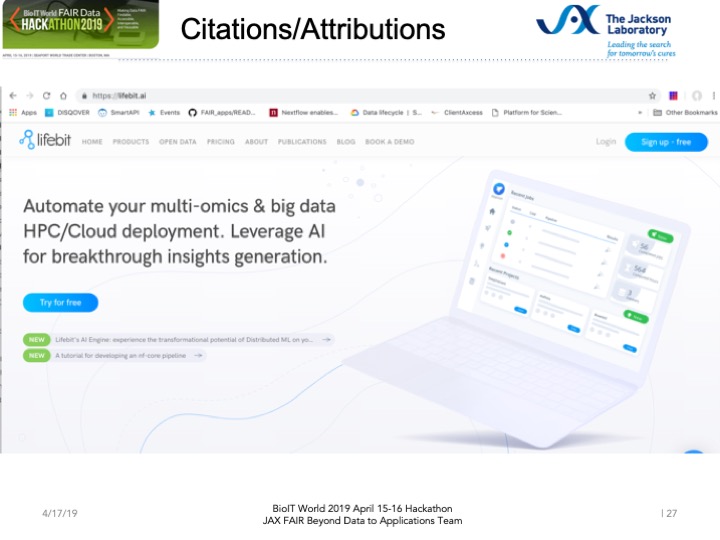 BioIT World FAIR Data
HACKATHON2019
Citations/Attributions
The Jackson
Laboratory
Leading the search
for tomorrow's cures
https://lifebit.ai
Apps DISQOVER SmartAPI Events FAIR_apps/READ... Nextflow enables... Data lifecycle | S... ClientAxcess Platform for Scien... » Other Bookmarks
lifebit HOME PRODUCTS OPEN DATA PRICING ABOUT PUBLICATIONS BLOG BOOK A DEMO Login Sign up - free
Automate your multi-omics & big data
HPC/Cloud deployment. Leverage AI
for breakthrough insights generation.
Try for free
NEW Lifebit's AI Engine: experience the transformational potential of Distributed ML on yo... →
NEW A tutorial for developing an nf-core pipeline →
Recent jobs
56
564
3
Recent Projects
4/17/19
BioIT World 2019 April 15-16 Hackathon
JAX FAIR Beyond Data to Applications Team
| 27